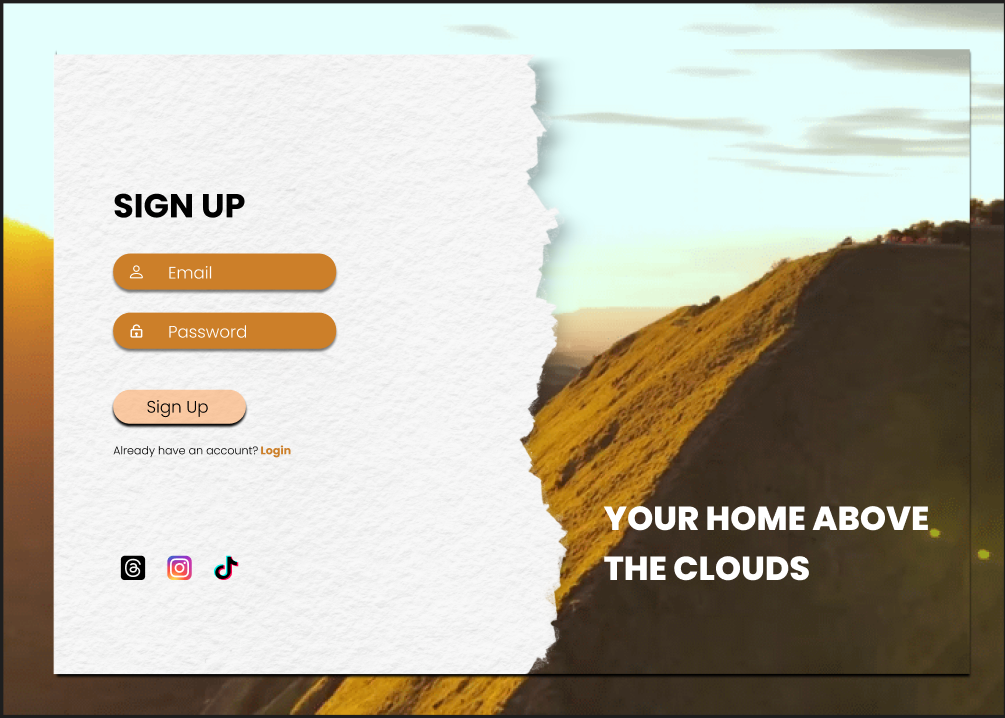 SIGN UP
Email
Password
Sign Up
Already have an account? Login
YOUR HOME ABOVE
THE CLOUDS